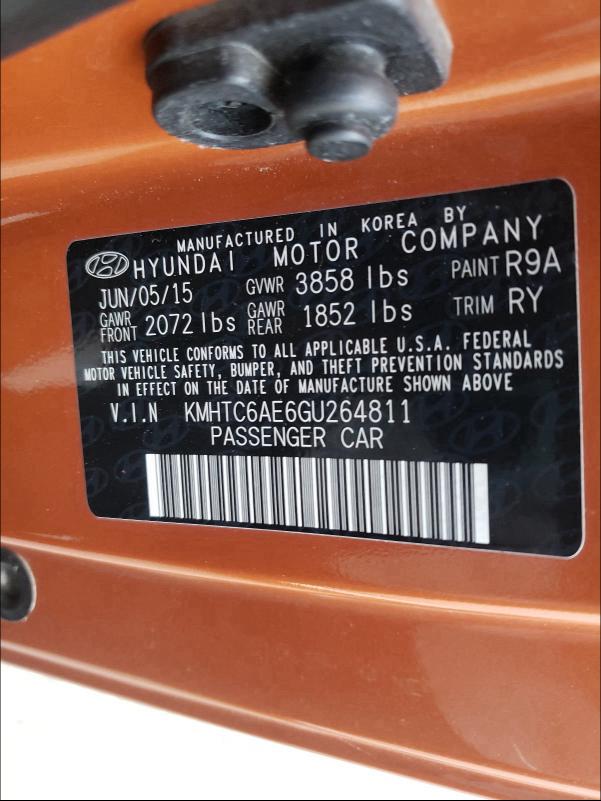 MANUFACTURED IN KOREA BY
HYUNDAI MOTOR COMPANY
JUN/05/15 GVWR 3858 lbs PAINT R9A
GAWR FRONT 2072 lbs GAWR REAR 1852 lbs TRIM RY
THIS VEHICLE CONFORMS TO ALL APPLICABLE U.S.A. FEDERAL
MOTOR VEHICLE SAFETY, BUMPER, AND THEFT PREVENTION STANDARDS
IN EFFECT ON THE DATE OF MANUFACTURE SHOWN ABOVE
V.I.N KMHTC6AE6GU264811
PASSENGER CAR